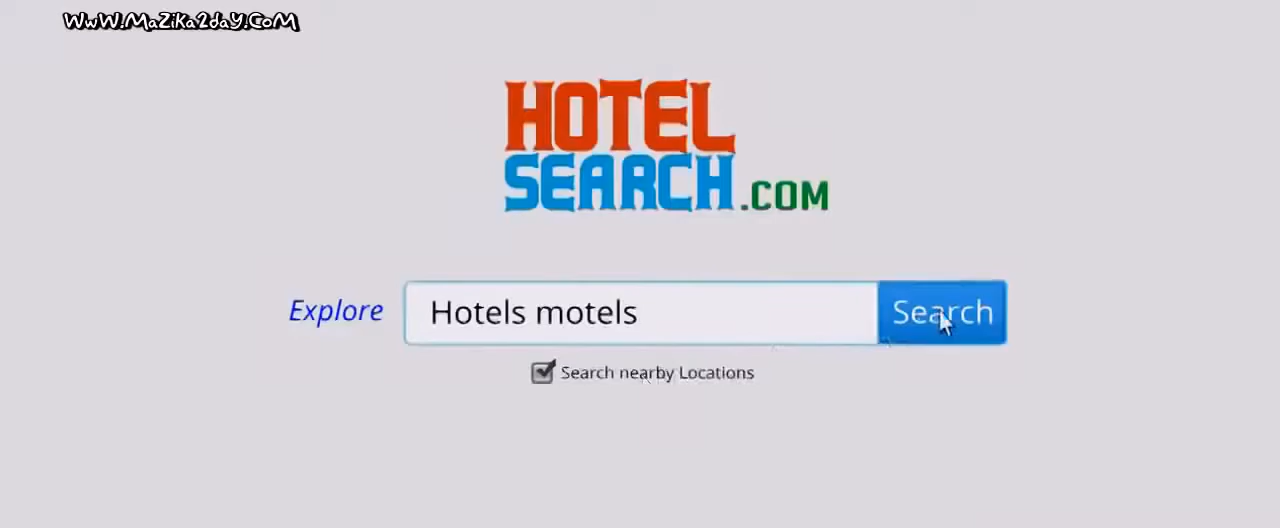 WwW.MaZika2daY.CoM
HOTEL
SEARCH.COM
Explore
Hotels motels
Search
Search nearby Locations